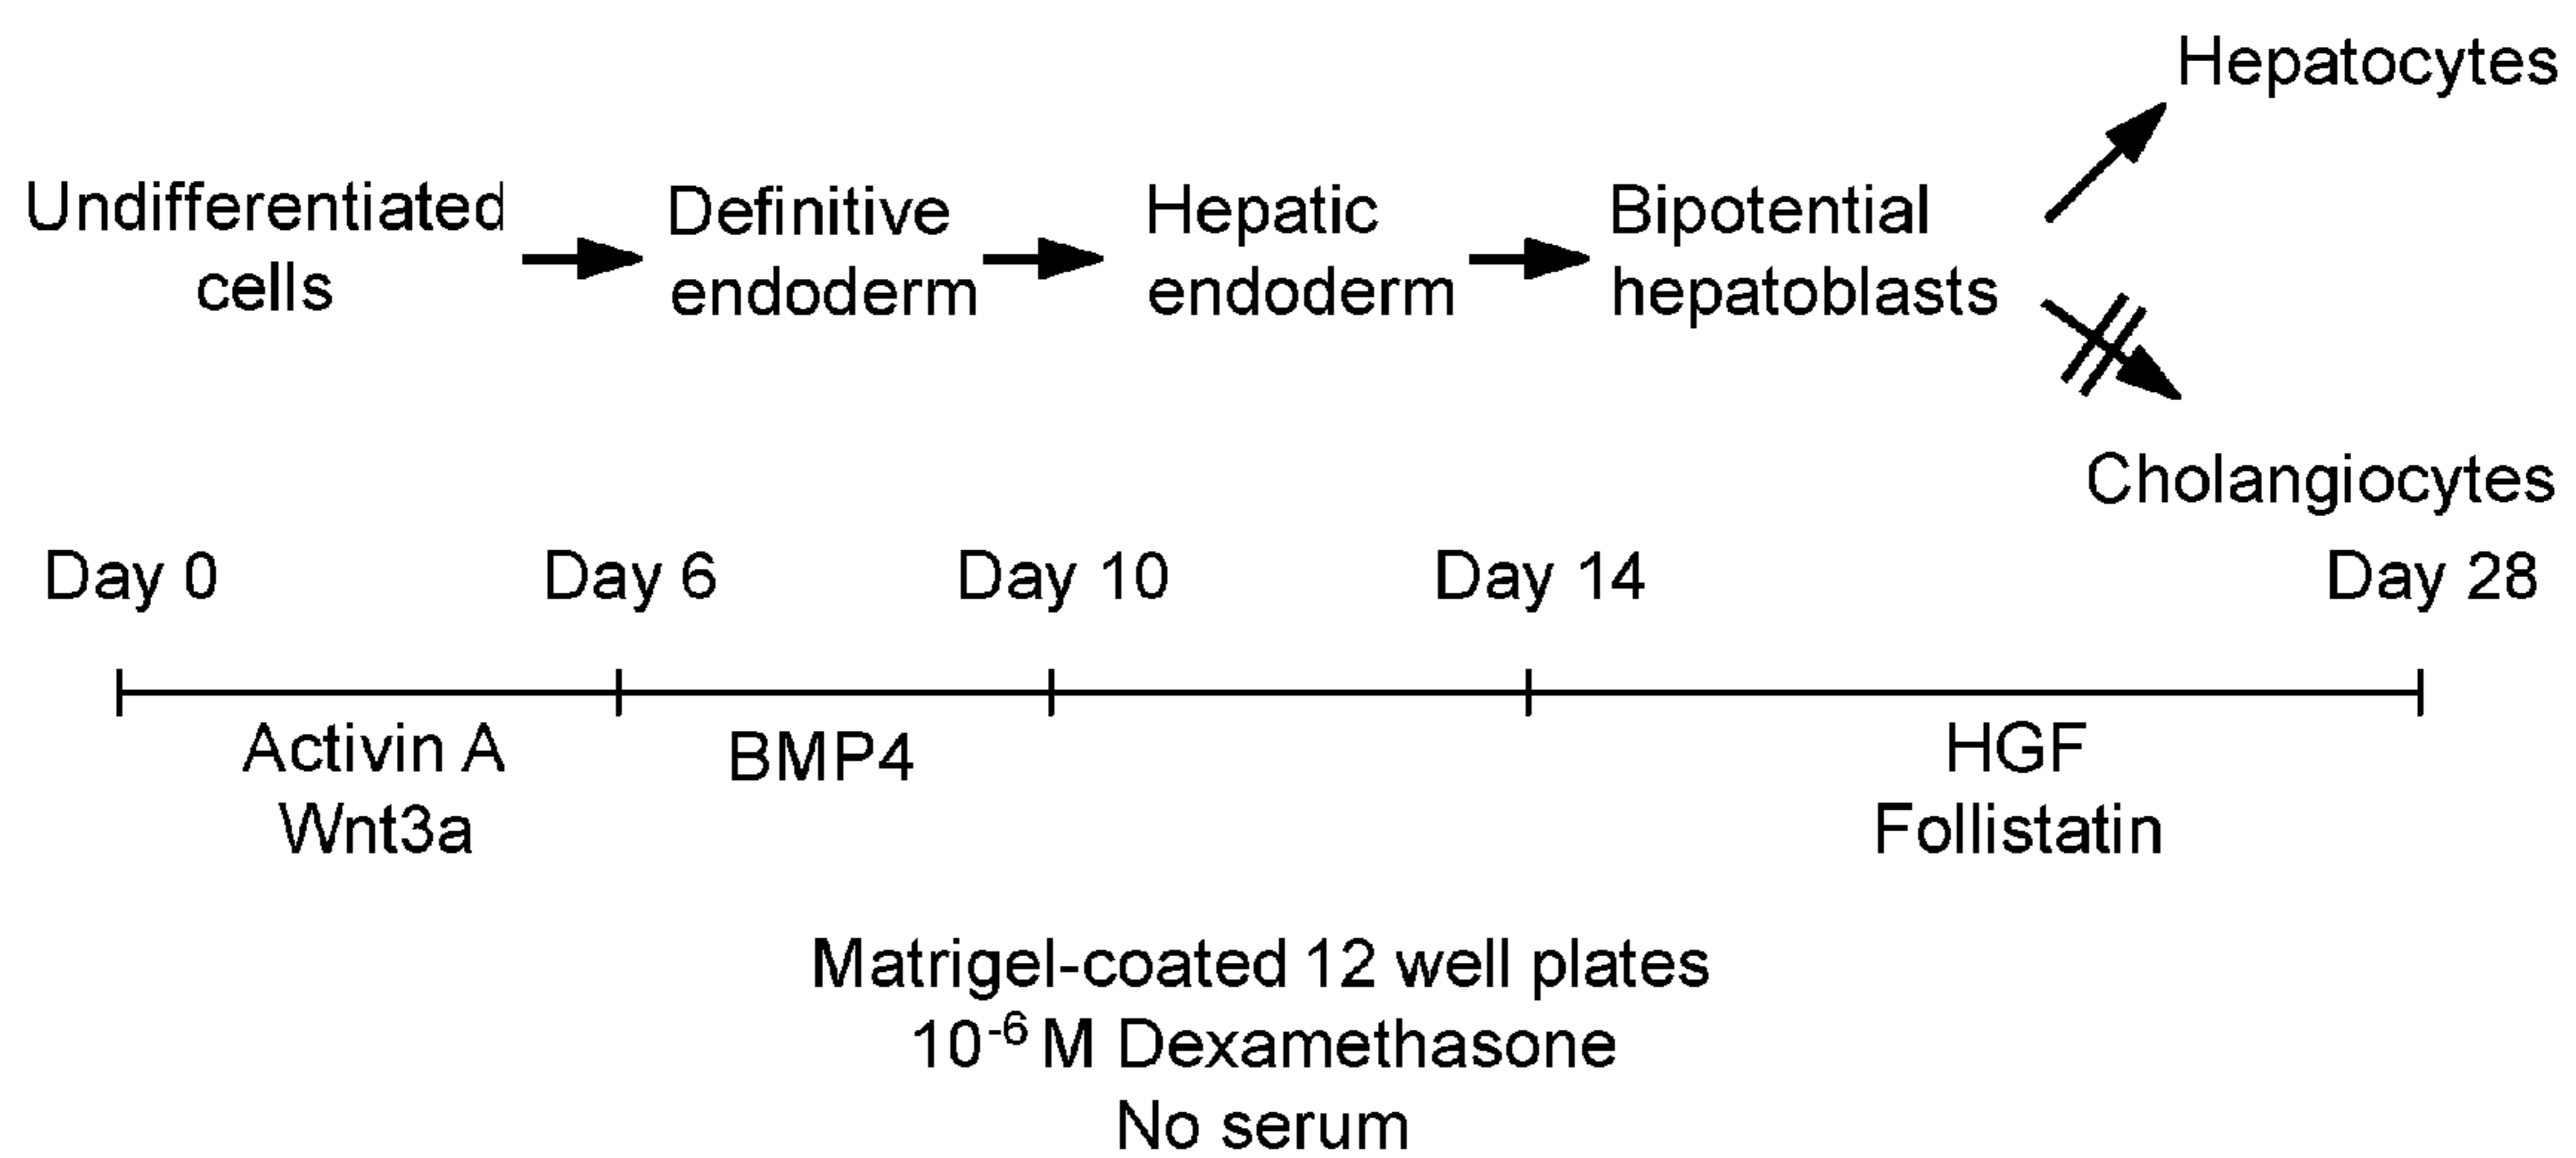 Hepatocytes
Undifferentiated
cells
Definitive
endoderm
Hepatic
endoderm
Bipotential
hepatoblasts
Cholangiocytes
Day 0
Day 6
Day 10
Day 14
Day 28
Activin A
Wnt3a
BMP4
HGF
Follistatin
Matrigel-coated 12 well plates
10⁻⁶ M Dexamethasone
No serum